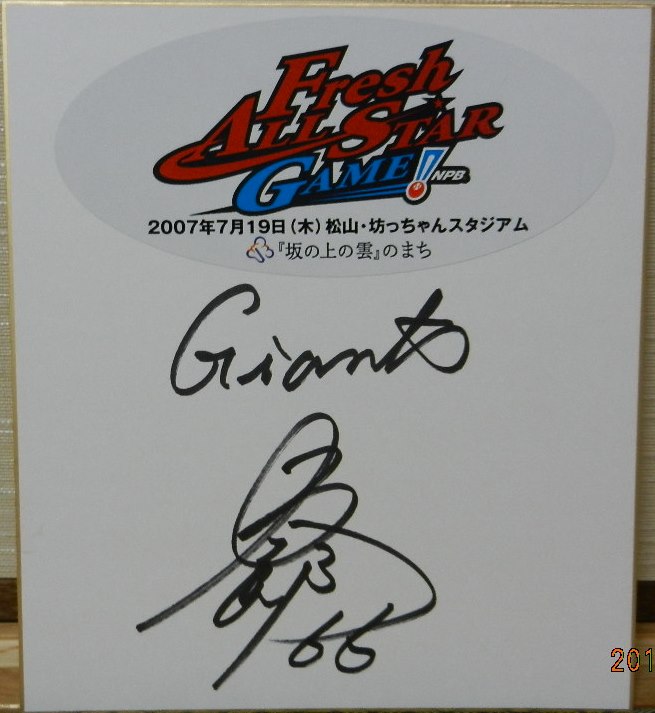 Fresh
ALL STAR
GAME! NPB
2007年7月19日(木)松山・坊っちゃんスタジアム
『坂の上の雲』のまち
Giants
66
201